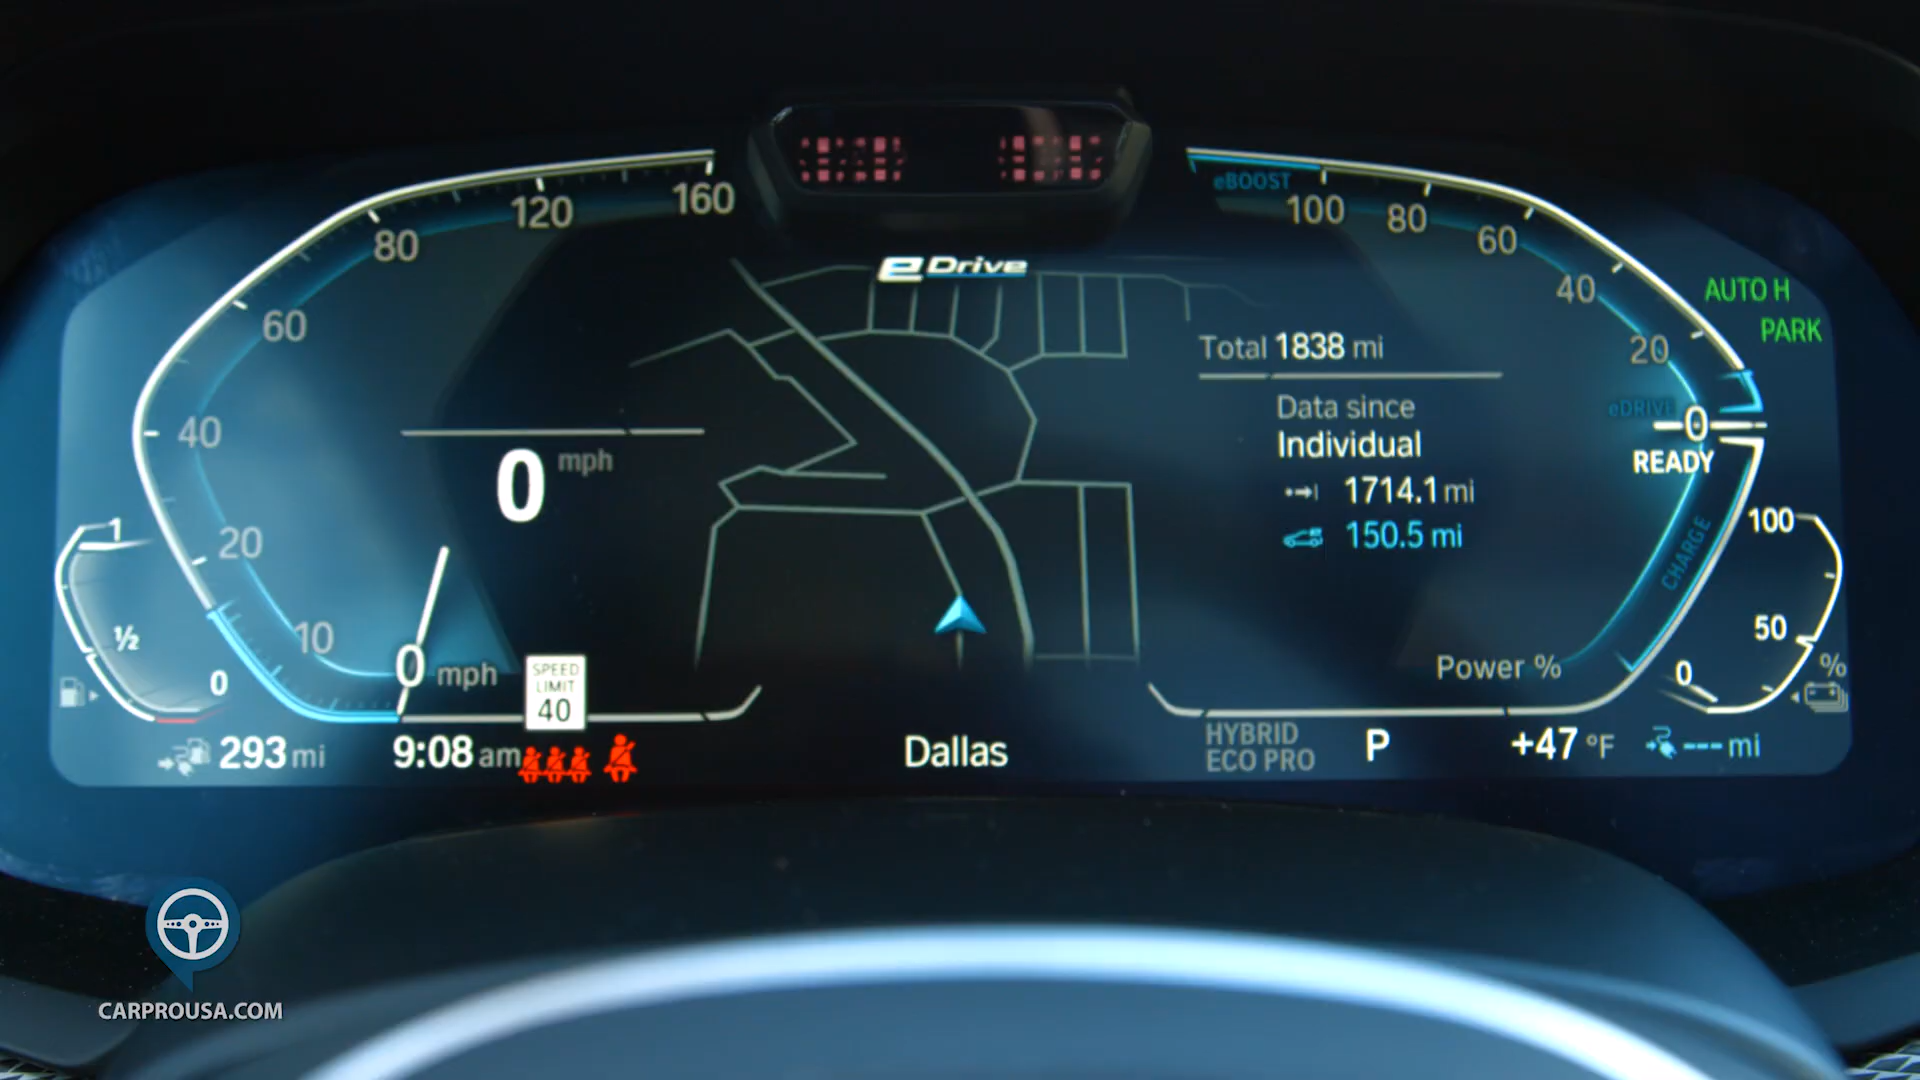 160
120
80
60
40
20
10
0 mph
0 mph
eDrive
eBOOST
100
80
60
40
20
eDRIVE
0
READY
CHARGE
Power %
AUTO H
PARK
Total 1838 mi
Data since
Individual
1714.1 mi
150.5 mi
1
½
0
100
50
0
%
SPEED
LIMIT
40
293 mi
9:08 am
Dallas
HYBRID
ECO PRO
P
+47 °F
--- mi
CARPROUSA.COM